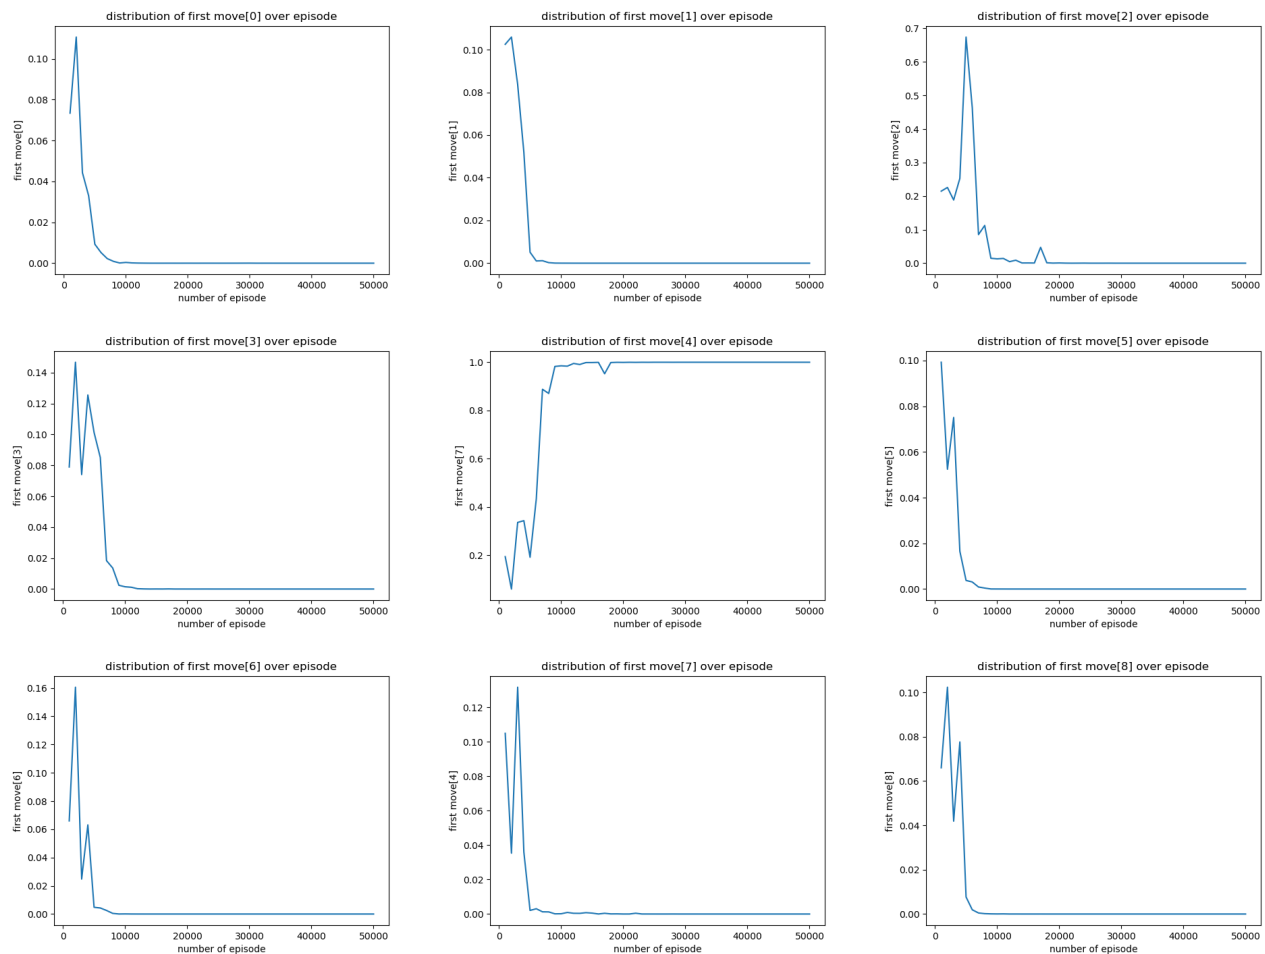 distribution of first move[0] over episode
first move[0]
0.10
0.08
0.06
0.04
0.02
0.00
0 10000 20000 30000 40000 50000
number of episode
distribution of first move[1] over episode
first move[1]
0.10
0.08
0.06
0.04
0.02
0.00
0 10000 20000 30000 40000 50000
number of episode
distribution of first move[2] over episode
first move[2]
0.7
0.6
0.5
0.4
0.3
0.2
0.1
0.0
0 10000 20000 30000 40000 50000
number of episode
distribution of first move[3] over episode
first move[3]
0.14
0.12
0.10
0.08
0.06
0.04
0.02
0.00
0 10000 20000 30000 40000 50000
number of episode
distribution of first move[4] over episode
first move[7]
1.0
0.8
0.6
0.4
0.2
0 10000 20000 30000 40000 50000
number of episode
distribution of first move[5] over episode
first move[5]
0.10
0.08
0.06
0.04
0.02
0.00
0 10000 20000 30000 40000 50000
number of episode
distribution of first move[6] over episode
first move[6]
0.16
0.14
0.12
0.10
0.08
0.06
0.04
0.02
0.00
0 10000 20000 30000 40000 50000
number of episode
distribution of first move[7] over episode
first move[4]
0.12
0.10
0.08
0.06
0.04
0.02
0.00
0 10000 20000 30000 40000 50000
number of episode
distribution of first move[8] over episode
first move[8]
0.10
0.08
0.06
0.04
0.02
0.00
0 10000 20000 30000 40000 50000
number of episode